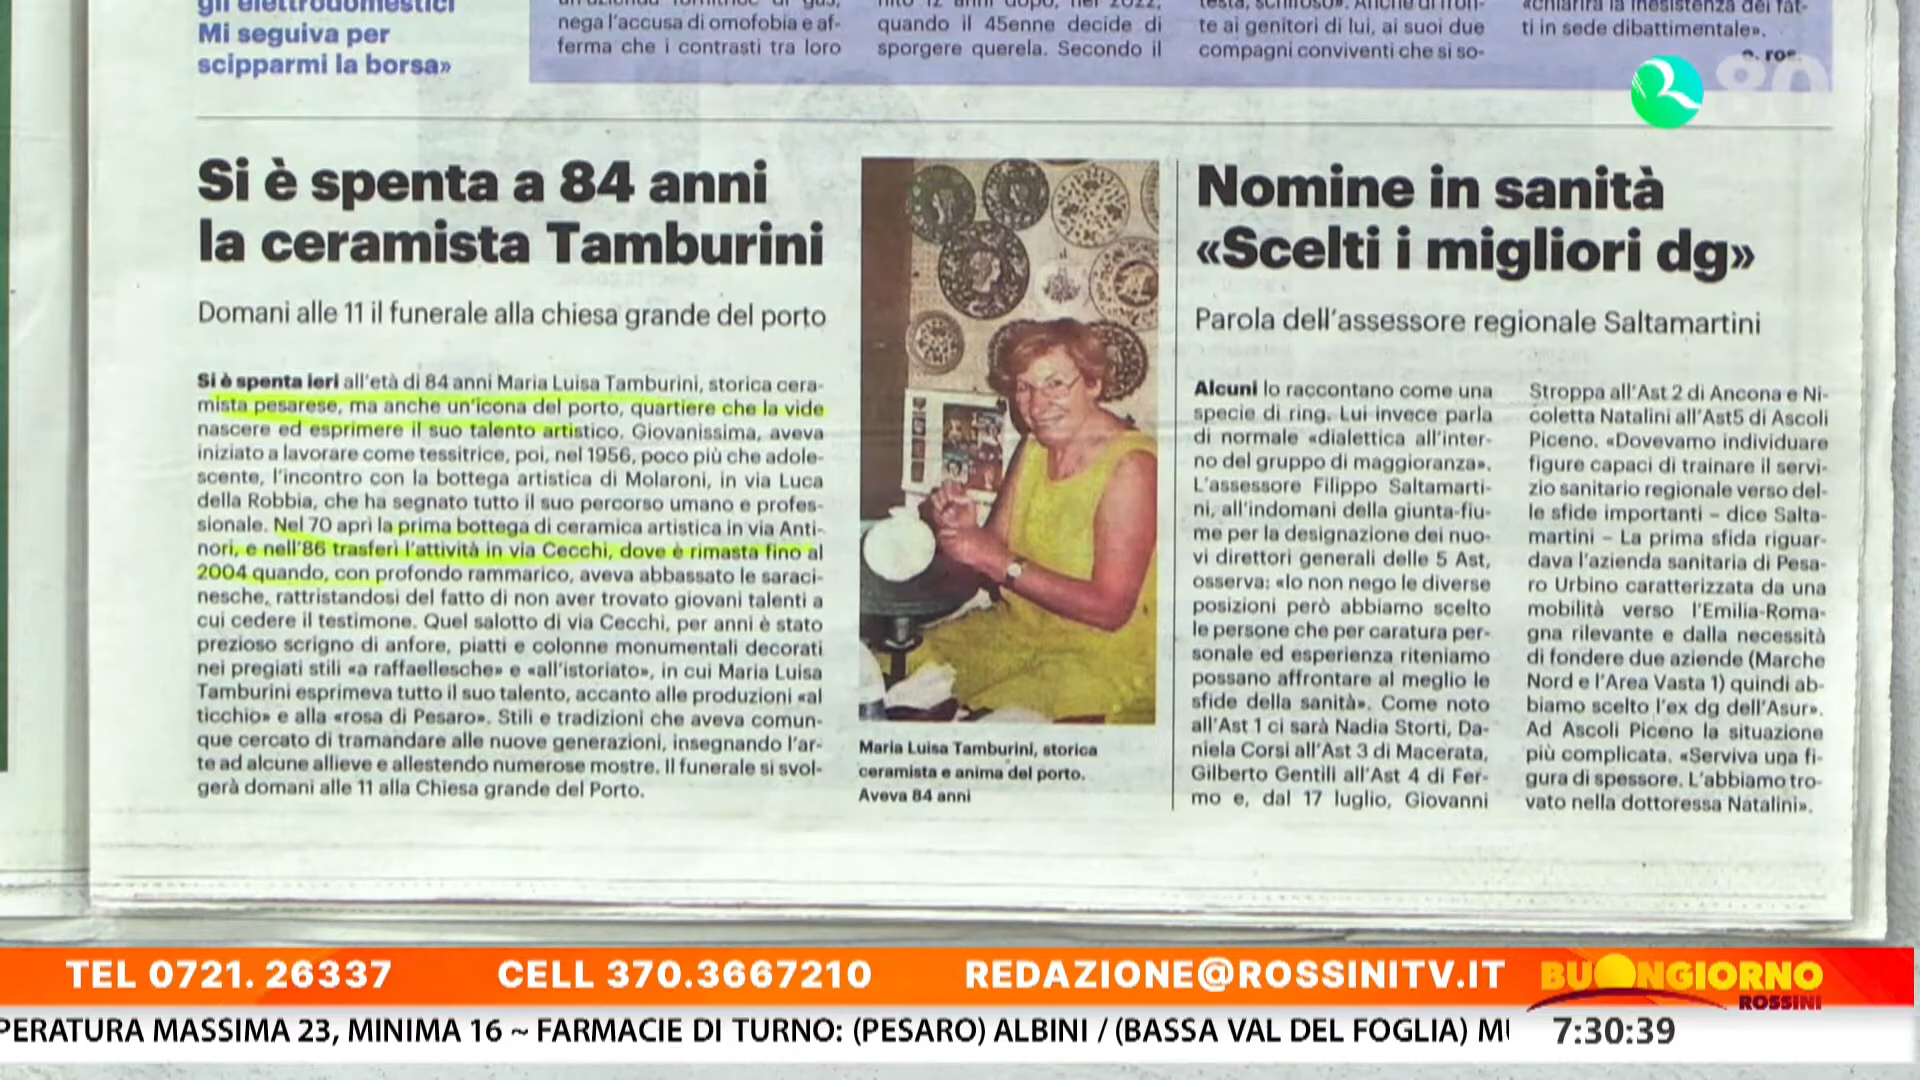 gli elettrodomestici
Mi seguiva per
scipparmi la borsa»
nega l'accusa di omofobia e af-
ferma che i contrasti tra loro
quando il 45enne decide di
sporgere querela. Secondo il
te ai genitori di lui, ai suoi due
compagni conviventi che si so-
«chiarirà la inesistenza dei fat-
ti in sede dibattimentale».
80
Si è spenta a 84 anni
la ceramista Tamburini
Domani alle 11 il funerale alla chiesa grande del porto
Si è spenta ieri all'età di 84 anni Maria Luisa Tamburini, storica cera-
mista pesarese, ma anche un'icona del porto, quartiere che la vide
nascere ed esprimere il suo talento artistico. Giovanissima, aveva
iniziato a lavorare come tessitrice, poi, nel 1956, poco più che adole-
scente, l'incontro con la bottega artistica di Molaroni, in via Luca
della Robbia, che ha segnato tutto il suo percorso umano e profes-
sionale. Nel 70 aprì la prima bottega di ceramica artistica in via Anti-
nori, e nell'86 trasferì l'attività in via Cecchi, dove è rimasta fino al
2004 quando, con profondo rammarico, aveva abbassato le saraci-
nesche, rattristandosi del fatto di non aver trovato giovani talenti a
cui cedere il testimone. Quel salotto di via Cecchi, per anni è stato
prezioso scrigno di anfore, piatti e colonne monumentali decorati
nei pregiati stili «a raffaellesche» e «all'istoriato», in cui Maria Luisa
Tamburini esprimeva tutto il suo talento, accanto alle produzioni «al
ticchio» e alla «rosa di Pesaro». Stili e tradizioni che aveva comun-
que cercato di tramandare alle nuove generazioni, insegnando l'ar-
te ad alcune allieve e allestendo numerose mostre. Il funerale si svol-
gerà domani alle 11 alla Chiesa grande del Porto.
Maria Luisa Tamburini, storica
ceramista e anima del porto.
Aveva 84 anni
Nomine in sanità
«Scelti i migliori dg»
Parola dell'assessore regionale Saltamartini
Alcuni lo raccontano come una
specie di ring. Lui invece parla
di normale «dialettica all'inter-
no del gruppo di maggioranza».
L'assessore Filippo Saltamarti-
ni, all'indomani della giunta-fiu-
me per la designazione dei nuo-
vi direttori generali delle 5 Ast,
osserva: «Io non nego le diverse
posizioni però abbiamo scelto
le persone che per caratura per-
sonale ed esperienza riteniamo
possano affrontare al meglio le
sfide della sanità». Come noto
all'Ast 1 ci sarà Nadia Storti, Da-
niela Corsi all'Ast 3 di Macerata,
Gilberto Gentili all'Ast 4 di Fer-
mo e, dal 17 luglio, Giovanni
Stroppa all'Ast 2 di Ancona e Ni-
coletta Natalini all'Ast5 di Ascoli
Piceno. «Dovevamo individuare
figure capaci di trainare il servi-
zio sanitario regionale verso del-
le sfide importanti – dice Salta-
martini – La prima sfida riguar-
dava l'azienda sanitaria di Pesa-
ro Urbino caratterizzata da una
mobilità verso l'Emilia-Roma-
gna rilevante e dalla necessità
di fondere due aziende (Marche
Nord e l'Area Vasta 1) quindi ab-
biamo scelto l'ex dg dell'Asur».
Ad Ascoli Piceno la situazione
più complicata. «Serviva una fi-
gura di spessore. L'abbiamo tro-
vato nella dottoressa Natalini».
TEL 0721. 26337 CELL 370.3667210 REDAZIONE@ROSSINITV.IT
BUONGIORNO
ROSSINI
PERATURA MASSIMA 23, MINIMA 16 ~ FARMACIE DI TURNO: (PESARO) ALBINI / (BASSA VAL DEL FOGLIA)
7:30:39